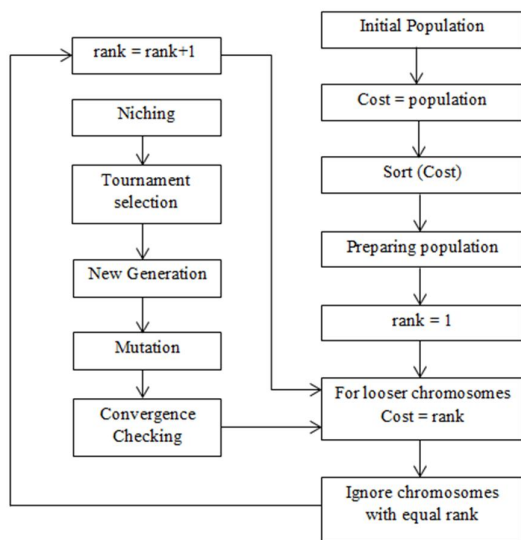 Initial Population
rank = rank+1
Cost = population
Niching
Sort (Cost)
Tournament
selection
Preparing population
New Generation
rank = 1
Mutation
For looser chromosomes
Cost = rank
Convergence
Checking
Ignore chromosomes
with equal rank